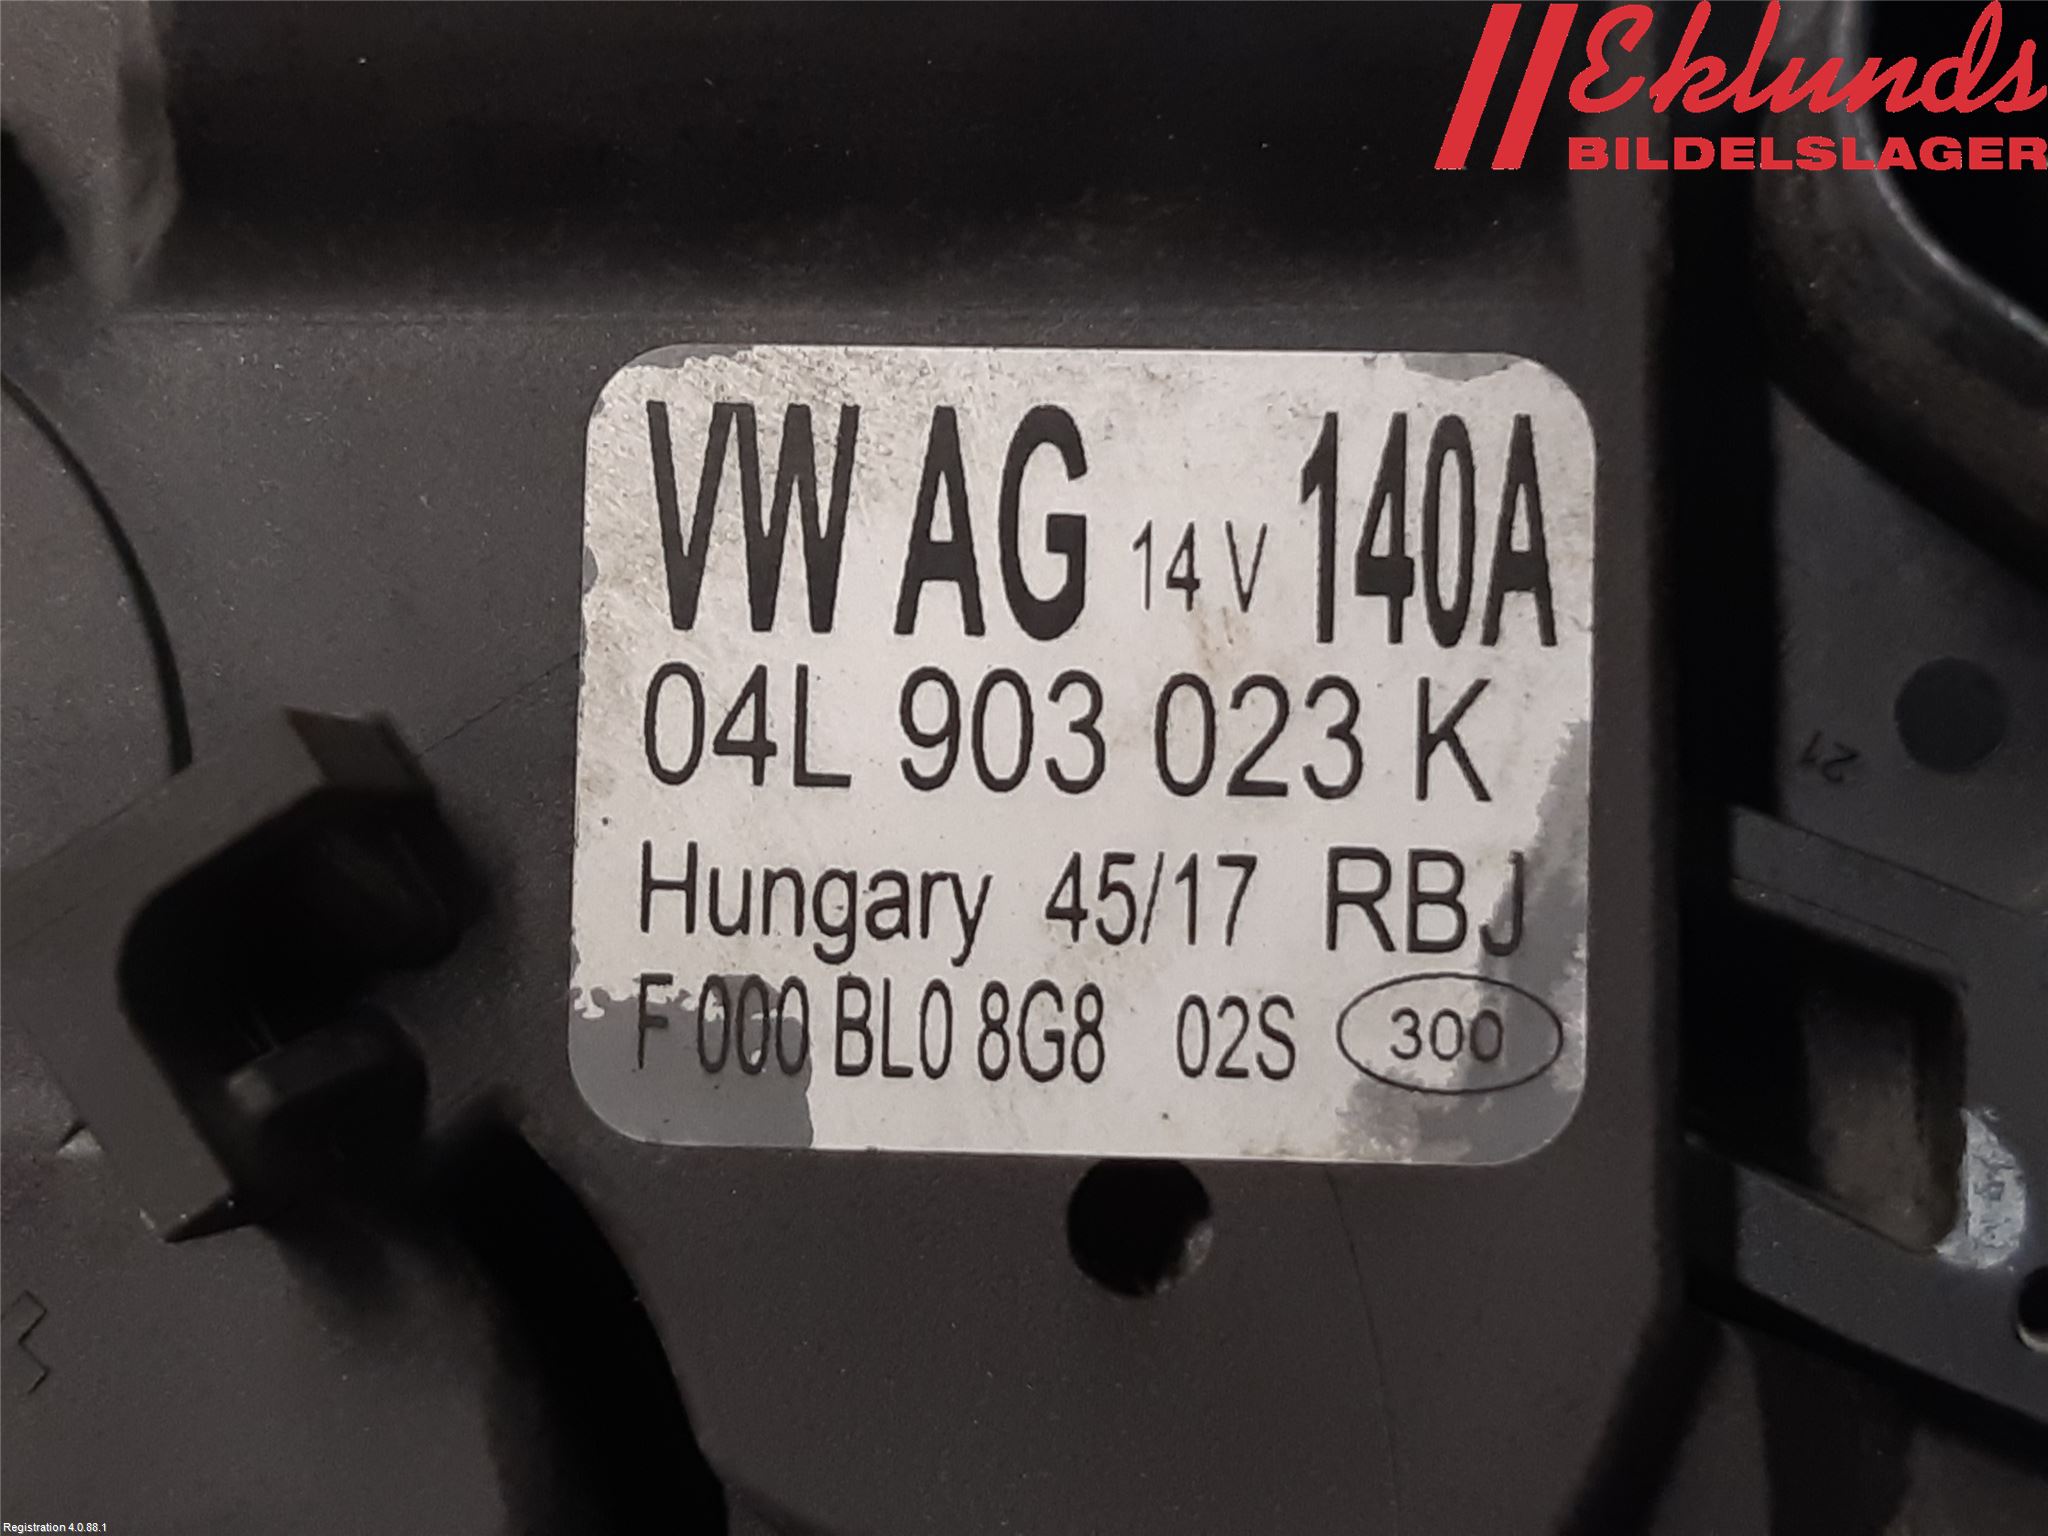 Eklunds
BILDELSLAGER
VW AG 14 V 140A
04L 903 023 K
Hungary 45/17 RBJ
F 000 BL0 8G8 02S 300
21
Registration 4.0.88.1